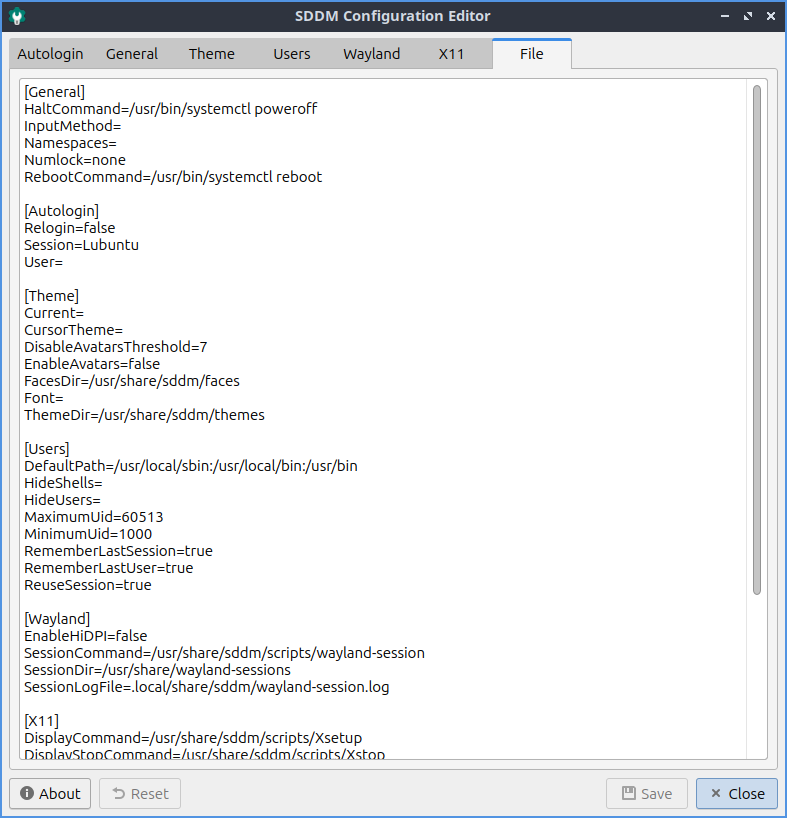 SDDM Configuration Editor
Autologin General Theme Users Wayland X11 File
[General]
HaltCommand=/usr/bin/systemctl poweroff
InputMethod=
Namespaces=
Numlock=none
RebootCommand=/usr/bin/systemctl reboot
[Autologin]
Relogin=false
Session=Lubuntu
User=
[Theme]
Current=
CursorTheme=
DisableAvatarsThreshold=7
EnableAvatars=false
FacesDir=/usr/share/sddm/faces
Font=
ThemeDir=/usr/share/sddm/themes
[Users]
DefaultPath=/usr/local/sbin:/usr/local/bin:/usr/bin
HideShells=
HideUsers=
MaximumUid=60513
MinimumUid=1000
RememberLastSession=true
RememberLastUser=true
ReuseSession=true
[Wayland]
EnableHiDPI=false
SessionCommand=/usr/share/sddm/scripts/wayland-session
SessionDir=/usr/share/wayland-sessions
SessionLogFile=.local/share/sddm/wayland-session.log
[X11]
DisplayCommand=/usr/share/sddm/scripts/Xsetup
DisplayStopCommand=/usr/share/sddm/scripts/Xstop
About Reset Save Close